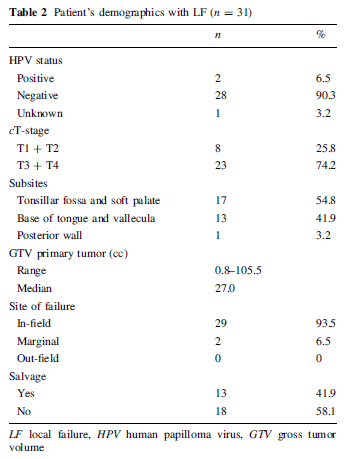 Table 2 Patient's demographics with LF (n = 31)
n %
HPV status
Positive 2 6.5
Negative 28 90.3
Unknown 1 3.2
cT-stage
T1 + T2 8 25.8
T3 + T4 23 74.2
Subsites
Tonsillar fossa and soft palate 17 54.8
Base of tongue and vallecula 13 41.9
Posterior wall 1 3.2
GTV primary tumor (cc)
Range 0.8–105.5
Median 27.0
Site of failure
In-field 29 93.5
Marginal 2 6.5
Out-field 0 0
Salvage
Yes 13 41.9
No 18 58.1
LF local failure, HPV human papilloma virus, GTV gross tumor
volume